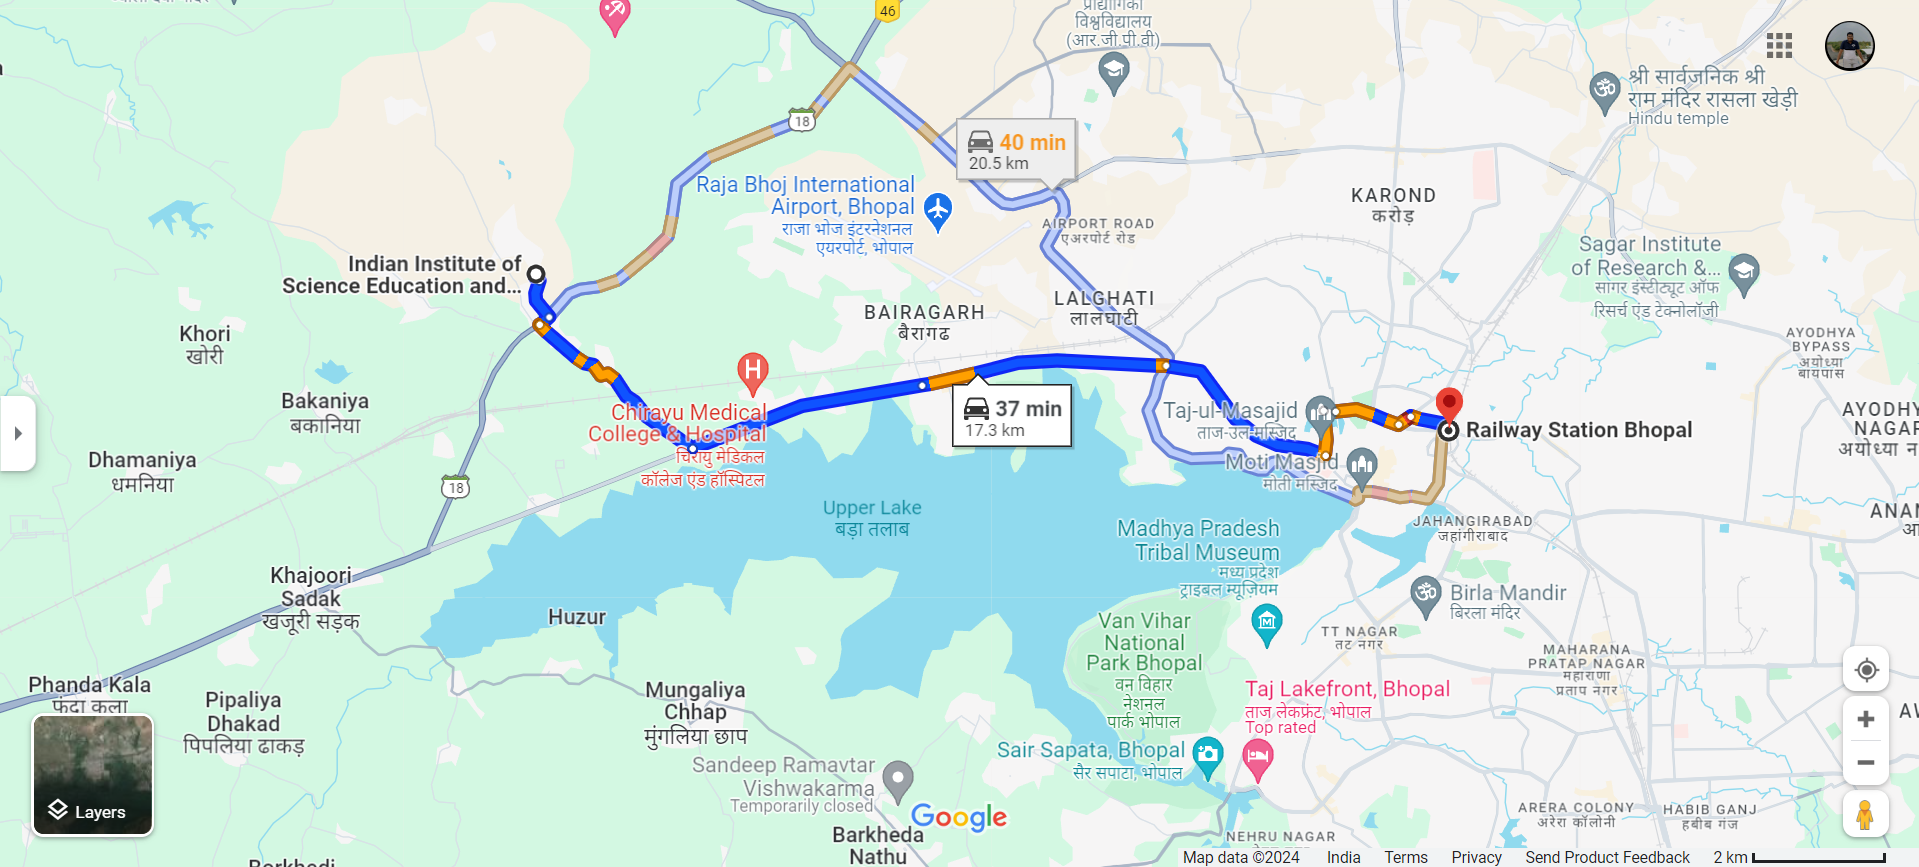 46
प्रौद्योगिकी
विश्वविद्यालय
(आर.जी.पी.वी)
श्री सार्वजनिक श्री
राम मंदिर रासला खेड़ी
Hindu temple
18
40 min
20.5 km
Raja Bhoj International
Airport, Bhopal
राजा भोज इंटरनेशनल
एयरपोर्ट, भोपाल
KAROND
करोड़
AIRPORT ROAD
एअरपोर्ट रोड
Sagar Institute
of Research &...
सागर इंस्टीट्यूट ऑफ
रिसर्च एंड टेक्नोलॉजी
Indian Institute of
Science Education and...
BAIRAGARH
बैरागढ
LALGHATI
लालघाटी
Khori
खोरी
AYODHYA
BYPASS
अयोध्या
बायपास
H
37 min
17.3 km
Bakaniya
बकानिया
Chirayu Medical
College & Hospital
चिरायु मेडिकल
कॉलेज एंड हॉस्पिटल
Taj-ul-Masajid
ताज-उल-मस्जिद
Railway Station Bhopal
AYODHY
NAGAR
अयोध्या न
Moti Masjid
मोती मस्जिद
Dhamaniya
धमनिया
18
Upper Lake
बड़ा तलाब
Madhya Pradesh
Tribal Museum
मध्य प्रदेश
ट्राइबल म्यूजियम
JAHANGIRABAD
जहांगीराबाद
ANAN
आ
Khajoori
Sadak
खजूरी सड़क
Huzur
Birla Mandir
बिरला मंदिर
Van Vihar
National
Park Bhopal
वन विहार
नेशनल
पार्क भोपाल
TT NAGAR
तट नगर
MAHARANA
PRATAP NAGAR
महाराणा
प्रताप नगर
Phanda Kala
फंदा कला
Pipaliya
Dhakad
पिपलिया ढाकड़
Mungaliya
Chhap
मुंगलिया छाप
Taj Lakefront, Bhopal
ताज लेकफ्रंट, भोपाल
Top rated
Sair Sapata, Bhopal
सैर सपाटा, भोपाल
Sandeep Ramavtar
Vishwakarma
Temporarily closed
Layers
Google
Barkheda
Nathu
ARERA COLONY
अरेरा कॉलोनी
HABIB GANJ
हबीब गंज
NEHRU NAGAR
Map data ©2024 India Terms Privacy Send Product Feedback 2 km